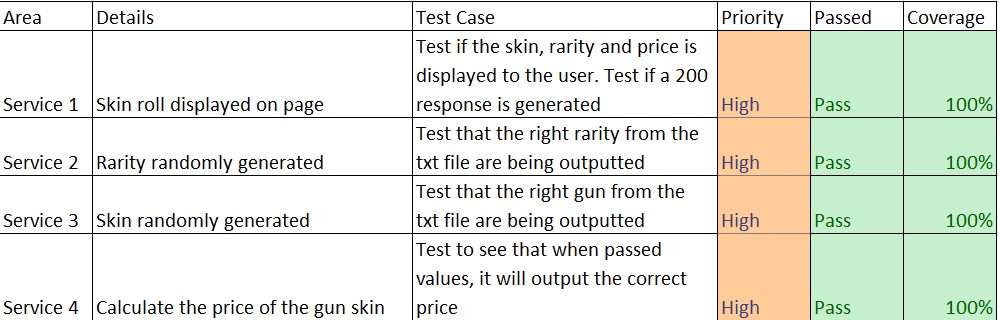 Area Details Test Case Priority Passed Coverage
Test if the skin, rarity and price is
displayed to the user. Test if a 200
Service 1 Skin roll displayed on page response is generated High Pass 100%
Test that the right rarity from the
Service 2 Rarity randomly generated txt file are being outputted High Pass 100%
Test that the right gun from the
Service 3 Skin randomly generated txt file are being outputted High Pass 100%
Test to see that when passed
values, it will output the correct
Service 4 Calculate the price of the gun skin price High Pass 100%